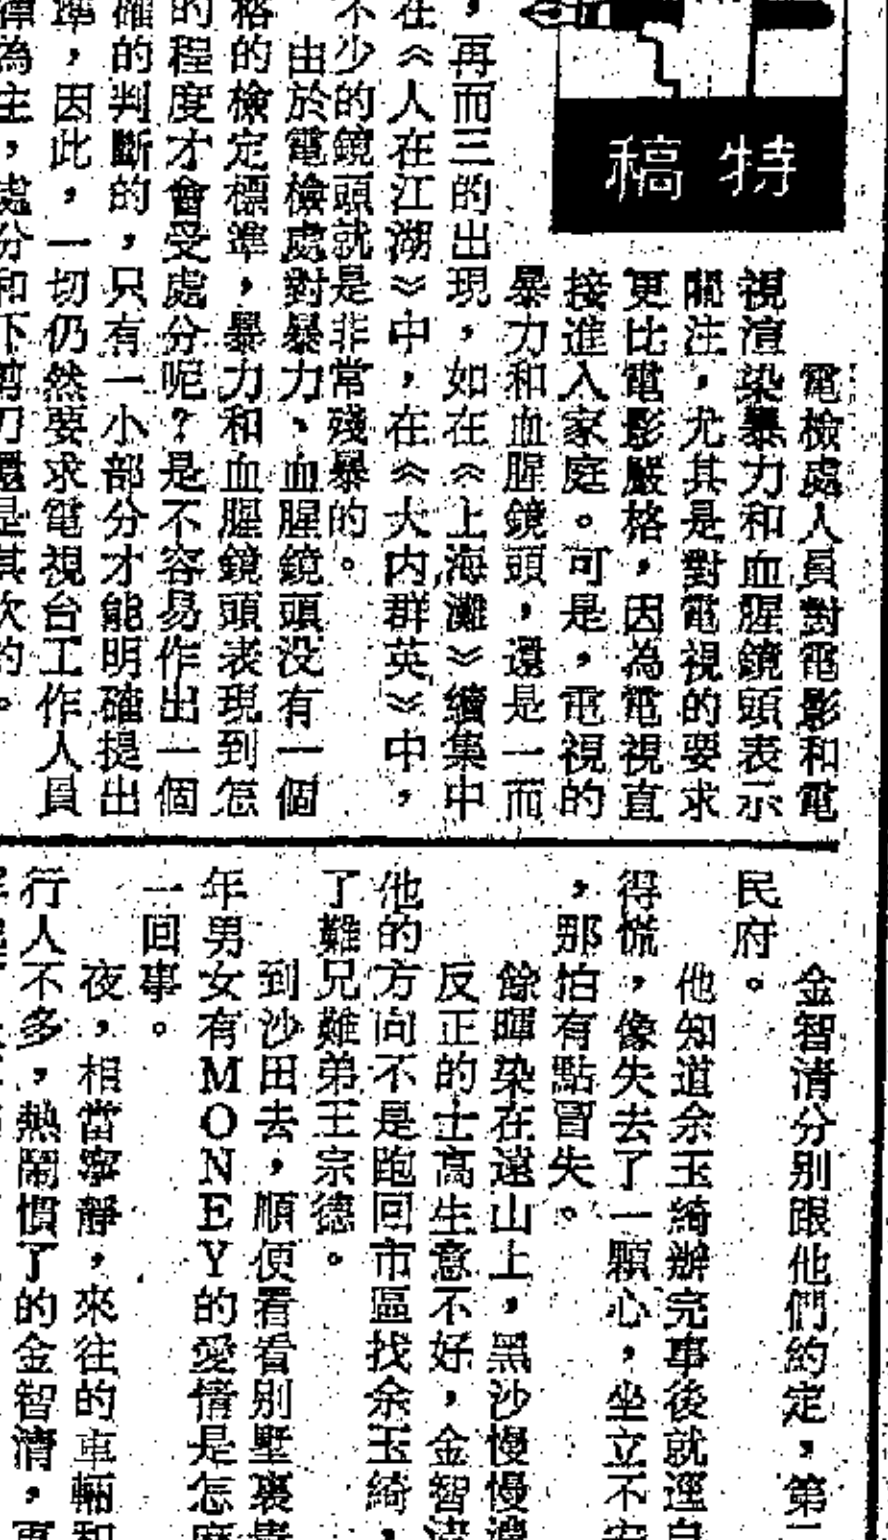 特稿
電檢處人員對電影和電
視渲染暴力和血腥鏡頭表示
關注，尤其是對電視的要求
更比電影嚴格，因為電視直
接進入家庭。可是，電視的
暴力和血腥鏡頭，還是一而
，再而三的出現，如在《上海灘》續集中
在《人在江湖》中，在《大内群英》中，
不少的鏡頭就是非常殘暴的。
由於電檢處對暴力、血腥鏡頭没有一個
格的檢定標準，暴力和血腥鏡頭表現到怎
的程度才會受處分呢？是不容易作出一個
確的判斷的，只有一小部分才能明確提出
準，因此，一切仍然要求電視台工作人員
為主，處分和下剪刀還是其次的。
金智清分别跟他們約定，第
民府。
他知道余玉綺辦完事後就逕
得慌，像失去了一顆心，坐立不安
，那怕有點冒失。
餘暉染在遠山上，黑沙慢慢
反正的士高生意不好，金智清
他的方向不是跑回市區找余玉綺，
了難兄難弟王宗德。
到沙田去，順便看看别墅裏
年男女有MONEY的愛情是怎麼
一回事。
夜，相當寧靜，來往的車輛和
行人不多，熱鬧慣了的金智清，